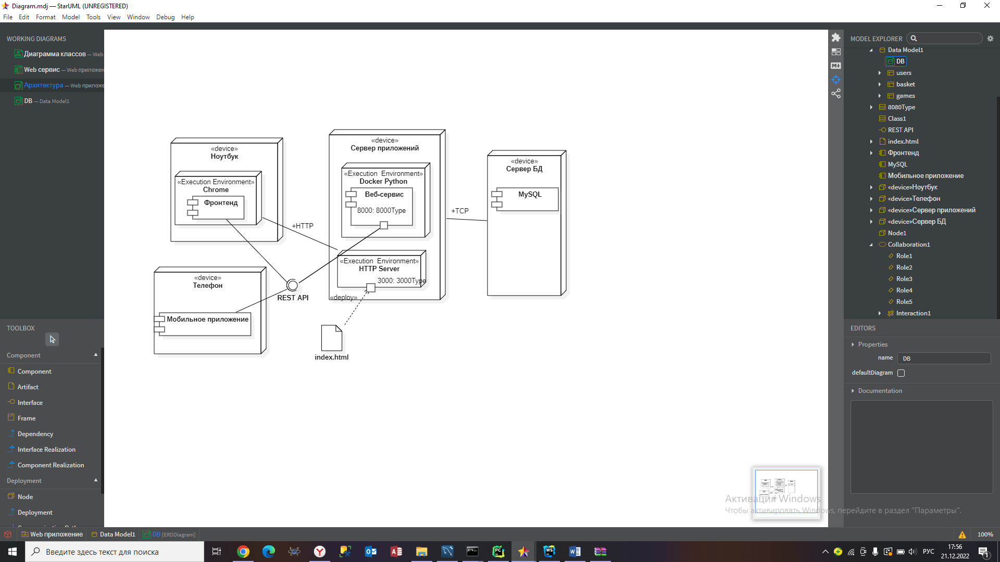 Diagram.mdj — StarUML (UNREGISTERED)
File Edit Format Model Tools View Window Debug Help
WORKING DIAGRAMS
Диаграмма классов — Web
Web сервис — Web приложен
Архитектура — Web приложе
DB — Data Model1
TOOLBOX
Component
Component
Artifact
Interface
Frame
Dependency
Interface Realization
Component Realization
Deployment
Node
Deployment
«device»
Ноутбук
«Execution Environment»
Chrome
Фронтенд
+HTTP
«device»
Телефон
Мобильное приложение
REST API
«device»
Сервер приложений
«Execution Environment»
Docker Python
Веб-сервис
8000: 8000Type
«Execution Environment»
HTTP Server
3000: 3000Type
«deploy»
index.html
+TCP
«device»
Сервер БД
MySQL
MODEL EXPLORER
Data Model1
DB
users
basket
games
8080Type
Class1
REST API
index.html
Фронтенд
MySQL
Мобильное приложение
«device»Ноутбук
«device»Телефон
«device»Сервер приложений
«device»Сервер БД
Node1
Collaboration1
Role1
Role2
Role3
Role4
Role5
Interaction1
EDITORS
Properties
name DB
defaultDiagram
Documentation
Активация Windows
Чтобы активировать Windows, перейдите в раздел "Параметры".
Web приложение Data Model1 DB [ERDDiagram]
100%
Введите здесь текст для поиска
РУС
17:56
21.12.2022
1